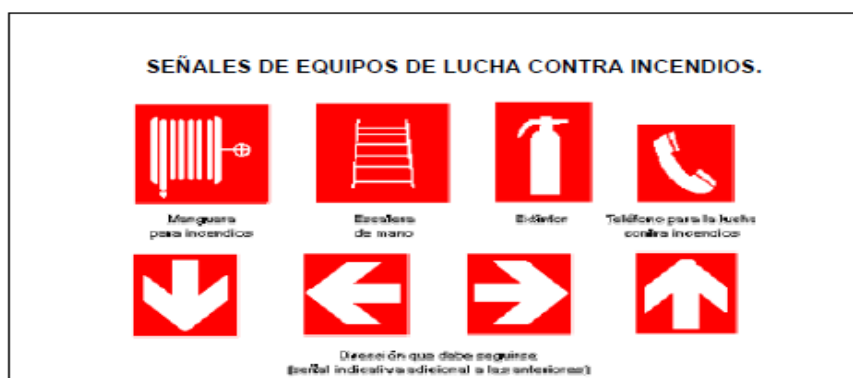 SEÑALES DE EQUIPOS DE LUCHA CONTRA INCENDIOS.
Manguera
para incendios
Escalera
de mano
Extintor
Teléfono para la lucha
contra incendios
Dirección que debe seguirse
(señal indicativa adicional a las anteriores)